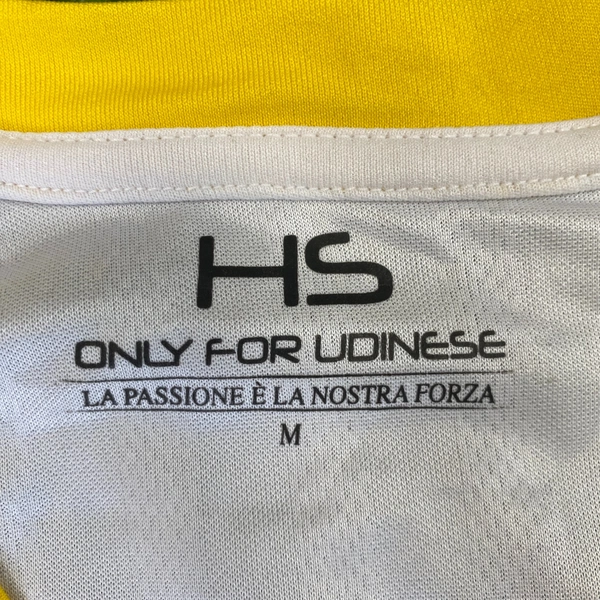 HS
ONLY FOR UDINESE
LA PASSIONE È LA NOSTRA FORZA
M